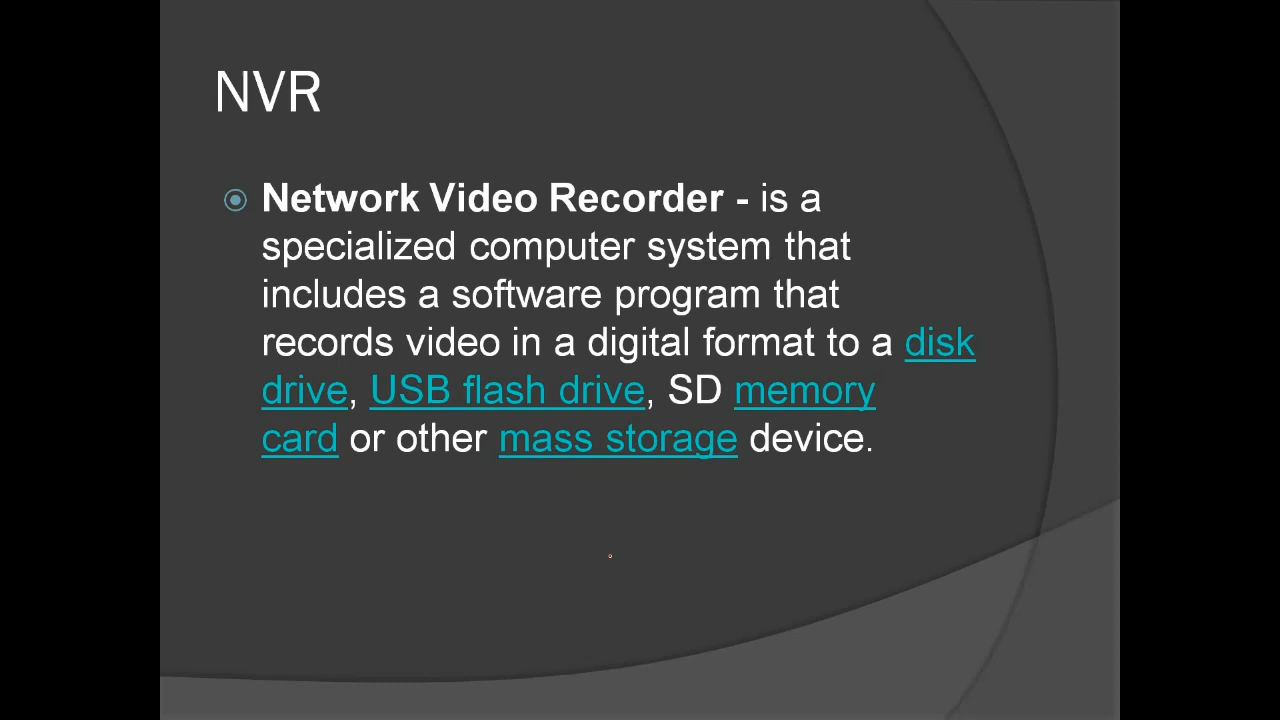 NVR
Network Video Recorder - is a
specialized computer system that
includes a software program that
records video in a digital format to a disk
drive, USB flash drive, SD memory
card or other mass storage device.